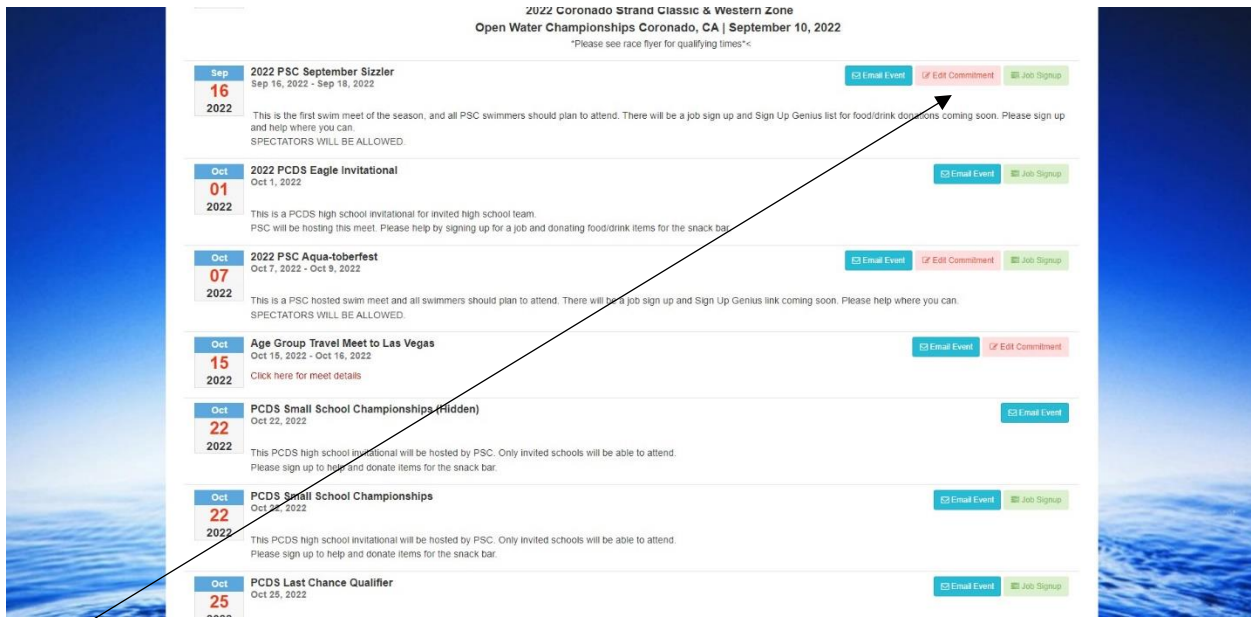 2022 Coronado Strand Classic & Western Zone
Open Water Championships Coronado, CA | September 10, 2022
*Please see race flyer for qualifying times*<
Sep
16
2022
2022 PSC September Sizzler
Sep 16, 2022 - Sep 18, 2022
Email Event
Edit Commitment
Job Signup
This is the first swim meet of the season, and all PSC swimmers should plan to attend. There will be a job sign up and Sign Up Genius list for food/drink donations coming soon. Please sign up
and help where you can.
SPECTATORS WILL BE ALLOWED.
Oct
01
2022
2022 PCDS Eagle Invitational
Oct 1, 2022
Email Event
Job Signup
This is a PCDS high school invitational for invited high school team.
PSC will be hosting this meet. Please help by signing up for a job and donating food/drink items for the snack bar.
Oct
07
2022
2022 PSC Aqua-toberfest
Oct 7, 2022 - Oct 9, 2022
Email Event
Edit Commitment
Job Signup
This is a PSC hosted swim meet and all swimmers should plan to attend. There will be a job sign up and Sign Up Genius link coming soon. Please help where you can.
SPECTATORS WILL BE ALLOWED.
Oct
15
2022
Age Group Travel Meet to Las Vegas
Oct 15, 2022 - Oct 16, 2022
Email Event
Edit Commitment
Click here for meet details
Oct
22
2022
PCDS Small School Championships (Hidden)
Oct 22, 2022
Email Event
This PCDS high school invitational will be hosted by PSC. Only invited schools will be able to attend.
Please sign up to help and donate items for the snack bar.
Oct
22
2022
PCDS Small School Championships
Oct 22, 2022
Email Event
Job Signup
This PCDS high school invitational will be hosted by PSC. Only invited schools will be able to attend.
Please sign up to help and donate items for the snack bar.
Oct
25
2022
PCDS Last Chance Qualifier
Oct 25, 2022
Email Event
Job Signup